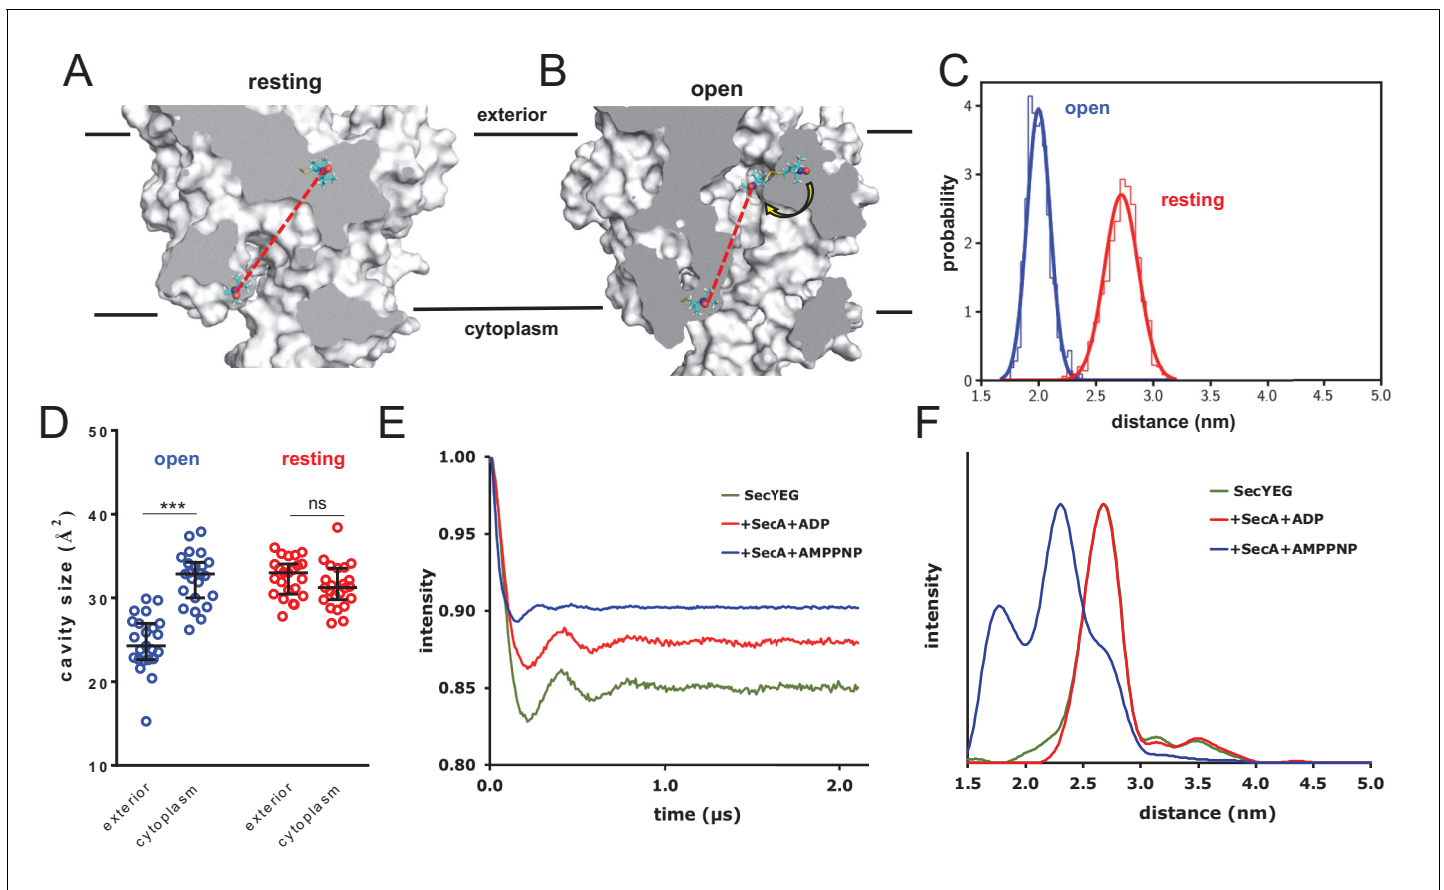 A
resting
B
open
exterior
cytoplasm
C
4
3
2
1
0
probability
open
resting
1.5 2.0 2.5 3.0 3.5 4.0 4.5 5.0
distance (nm)
D
50
40
30
20
10
cavity size (Å²)
open
resting
***
ns
exterior
cytoplasm
exterior
cytoplasm
E
1.00
0.95
0.90
0.85
0.80
intensity
SecYEG
+SecA+ADP
+SecA+AMPPNP
0.0 1.0 2.0
time (µs)
F
intensity
SecYEG
+SecA+ADP
+SecA+AMPPNP
1.5 2.0 2.5 3.0 3.5 4.0 4.5 5.0
distance (nm)